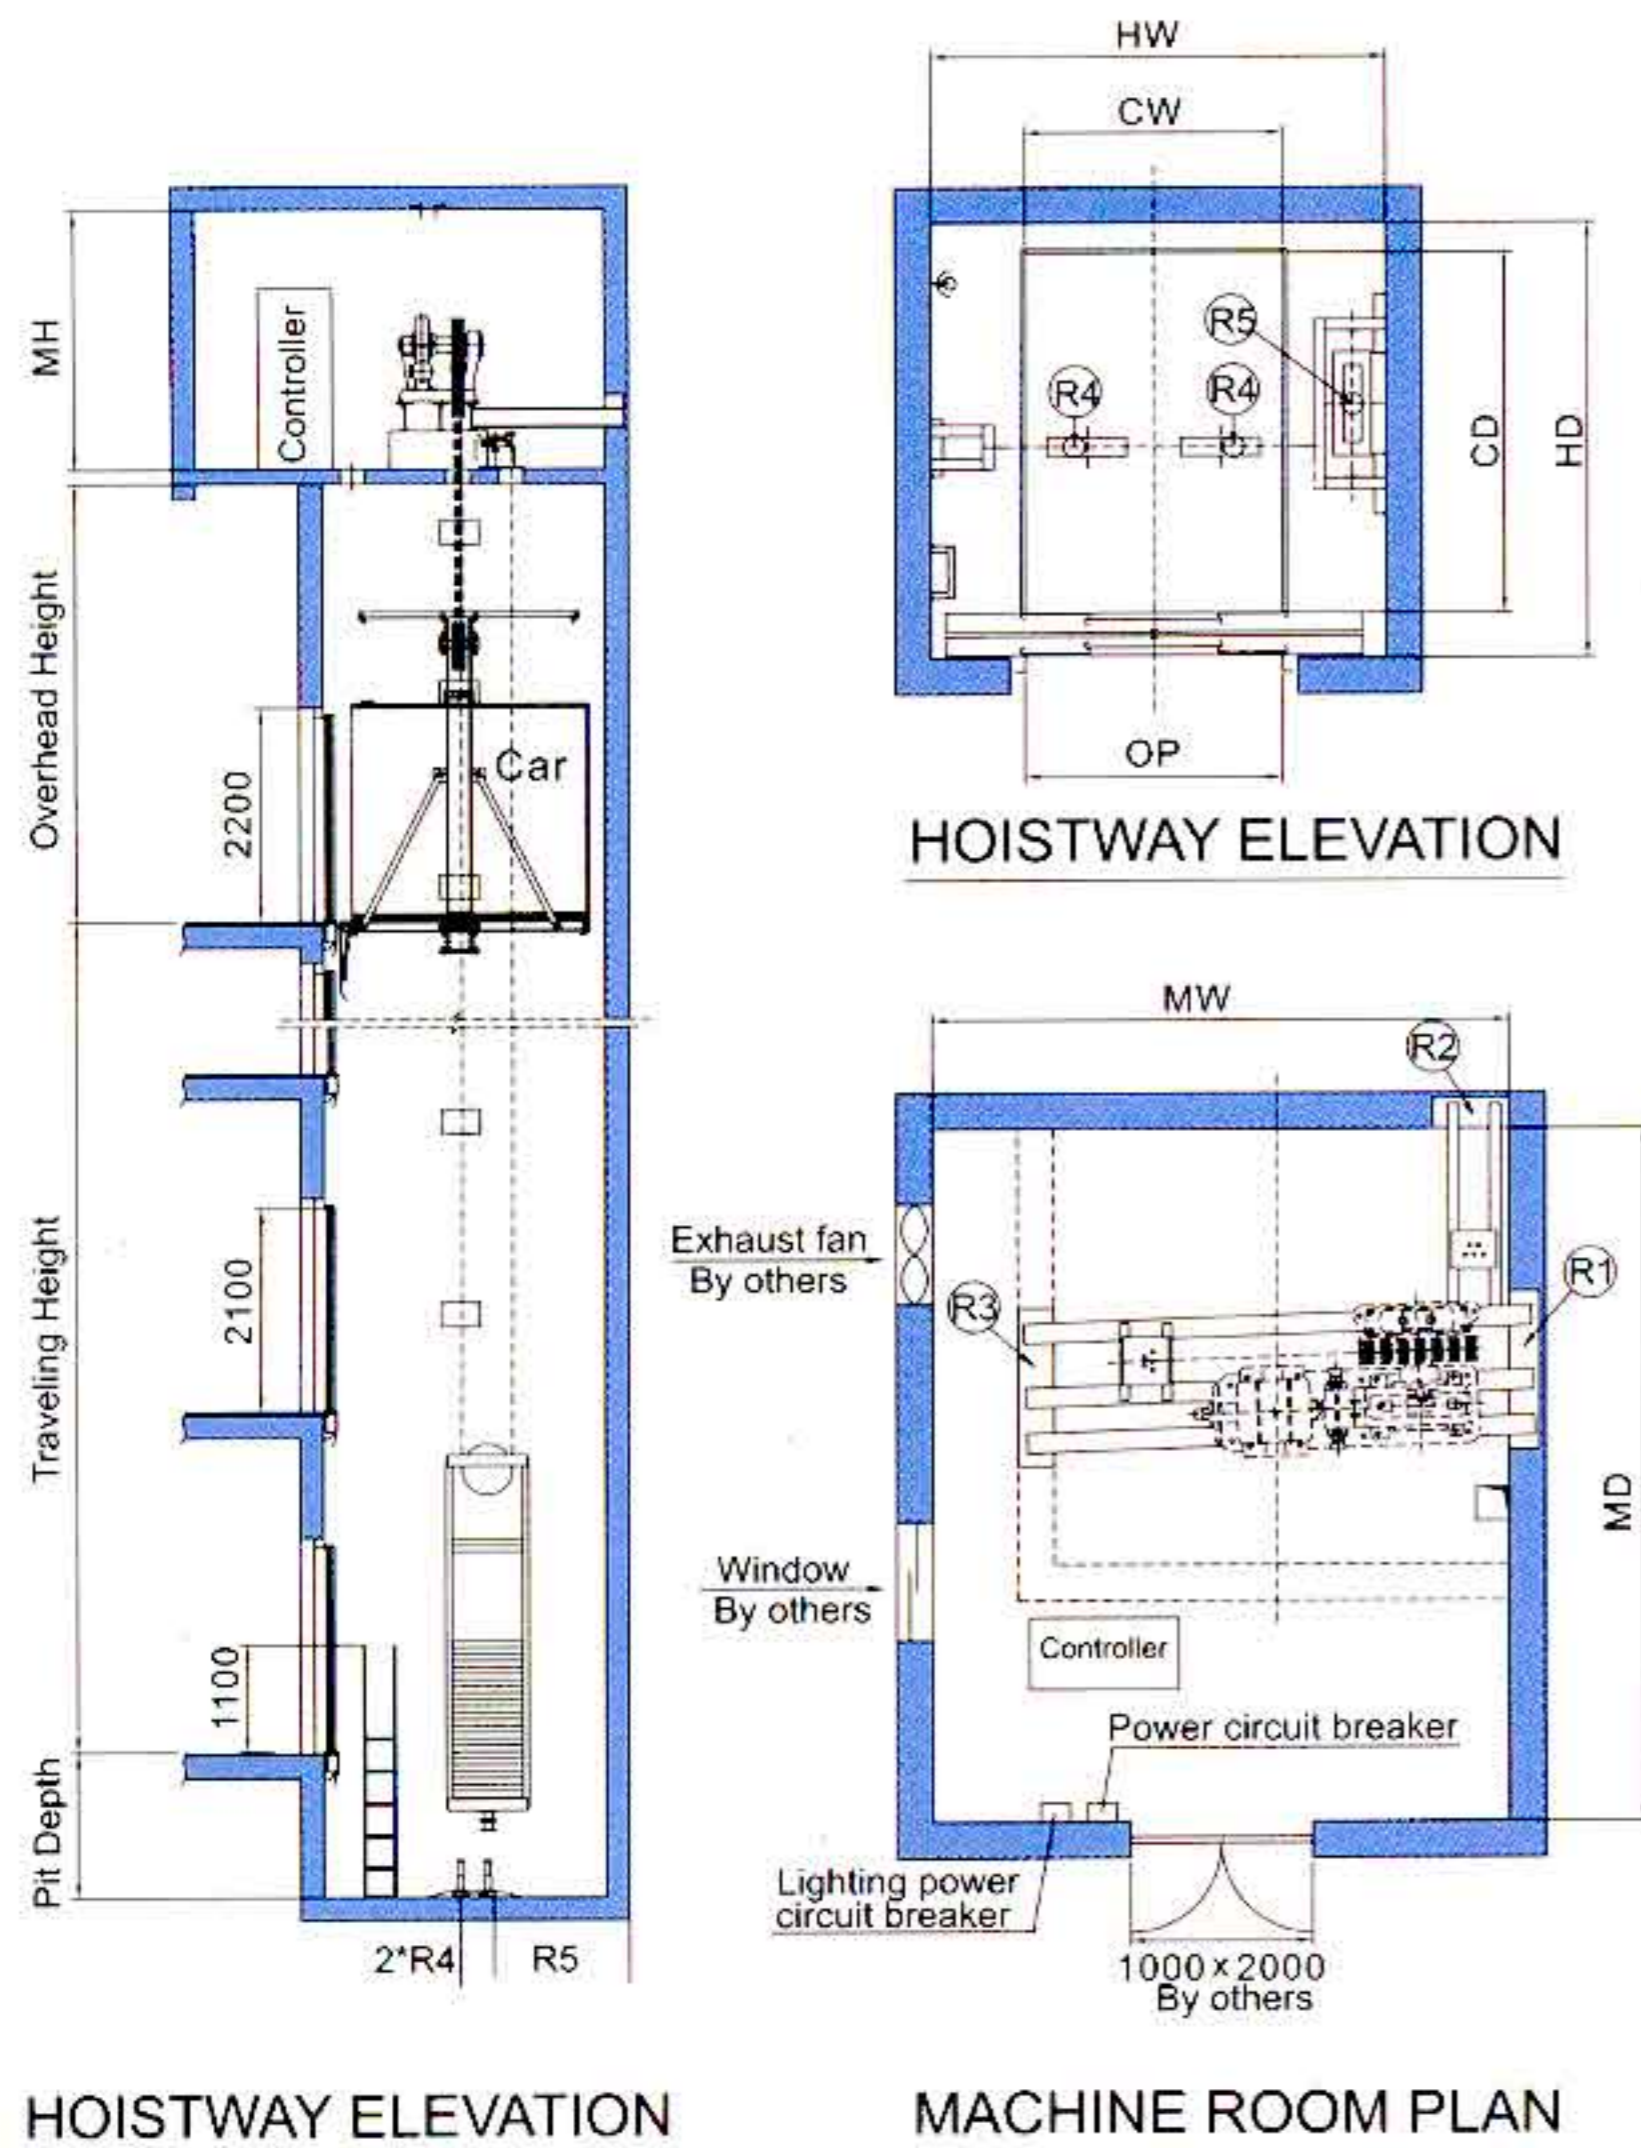 MH
Controller
Overhead Height
2200
Car
Traveling Height
2100
1100
Pit Depth
2*R4
R5
HOISTWAY ELEVATION
HW
CW
R5
R4
R4
CD
HD
OP
HOISTWAY ELEVATION
MW
R2
Exhaust fan
By others
R3
R1
MD
Window
By others
Controller
Power circuit breaker
Lighting power
circuit breaker
1000×2000
By others
MACHINE ROOM PLAN